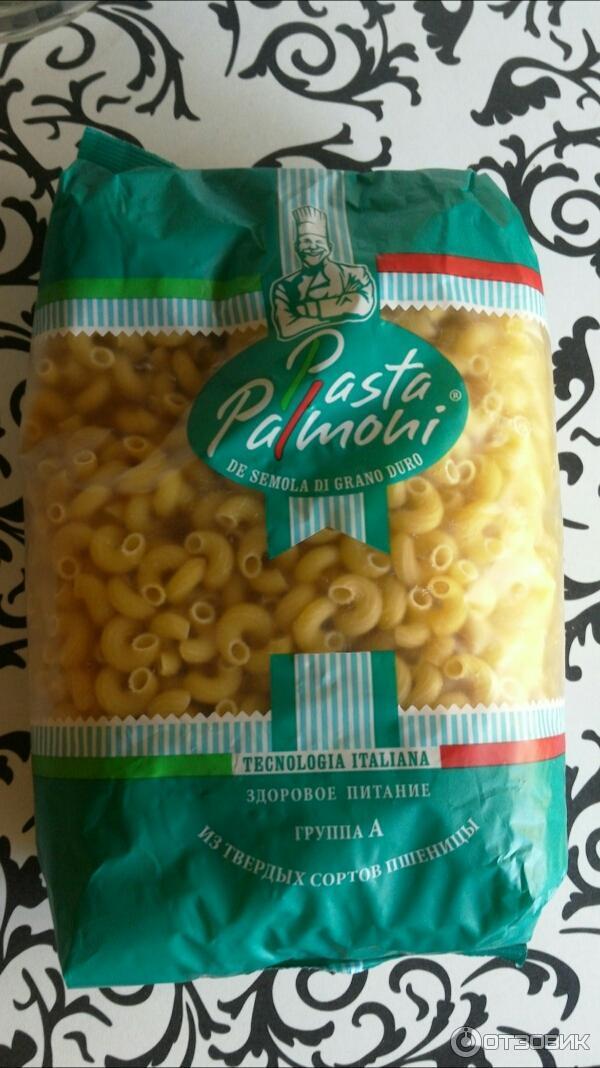 Pasta
Palmoni ®
DE SEMOLA DI GRANO DURO
TECNOLOGIA ITALIANA
ЗДОРОВОЕ ПИТАНИЕ
ГРУППА А
ИЗ ТВЕРДЫХ СОРТОВ ПШЕНИЦЫ
ОТЗОВИК